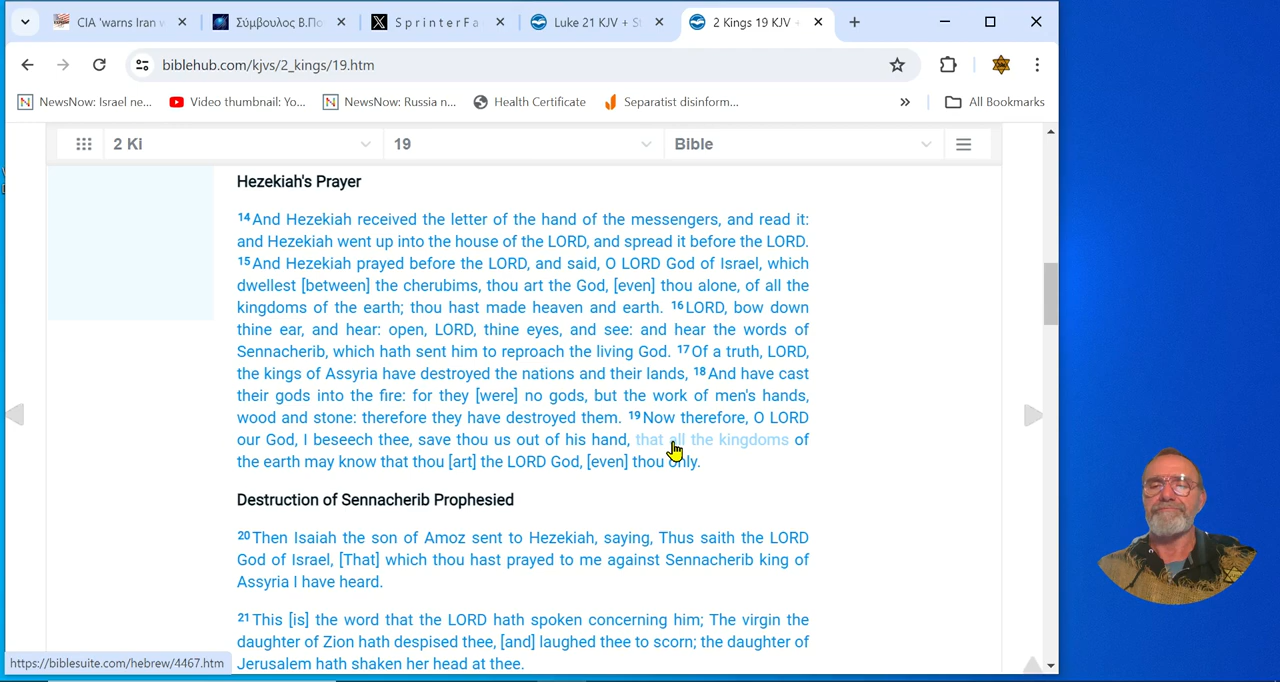 CIA 'warns Iran w
Σύμβουλος Β.Πο
S p r i n t e r F a
Luke 21 KJV + St
2 Kings 19 KJV +
biblehub.com/kjvs/2_kings/19.htm
NewsNow: Israel ne...
Video thumbnail: Yo...
NewsNow: Russia n...
Health Certificate
Separatist disinform...
»
All Bookmarks
2 Ki
19
Bible
Hezekiah's Prayer
14And Hezekiah received the letter of the hand of the messengers, and read it:
and Hezekiah went up into the house of the LORD, and spread it before the LORD.
15And Hezekiah prayed before the LORD, and said, O LORD God of Israel, which
dwellest [between] the cherubims, thou art the God, [even] thou alone, of all the
kingdoms of the earth; thou hast made heaven and earth. 16LORD, bow down
thine ear, and hear: open, LORD, thine eyes, and see: and hear the words of
Sennacherib, which hath sent him to reproach the living God. 17Of a truth, LORD,
the kings of Assyria have destroyed the nations and their lands, 18And have cast
their gods into the fire: for they [were] no gods, but the work of men's hands,
wood and stone: therefore they have destroyed them. 19Now therefore, O LORD
our God, I beseech thee, save thou us out of his hand, that all the kingdoms of
the earth may know that thou [art] the LORD God, [even] thou only.
Destruction of Sennacherib Prophesied
20Then Isaiah the son of Amoz sent to Hezekiah, saying, Thus saith the LORD
God of Israel, [That] which thou hast prayed to me against Sennacherib king of
Assyria I have heard.
21This [is] the word that the LORD hath spoken concerning him; The virgin the
daughter of Zion hath despised thee, [and] laughed thee to scorn; the daughter of
Jerusalem hath shaken her head at thee.
https://biblesuite.com/hebrew/4467.htm